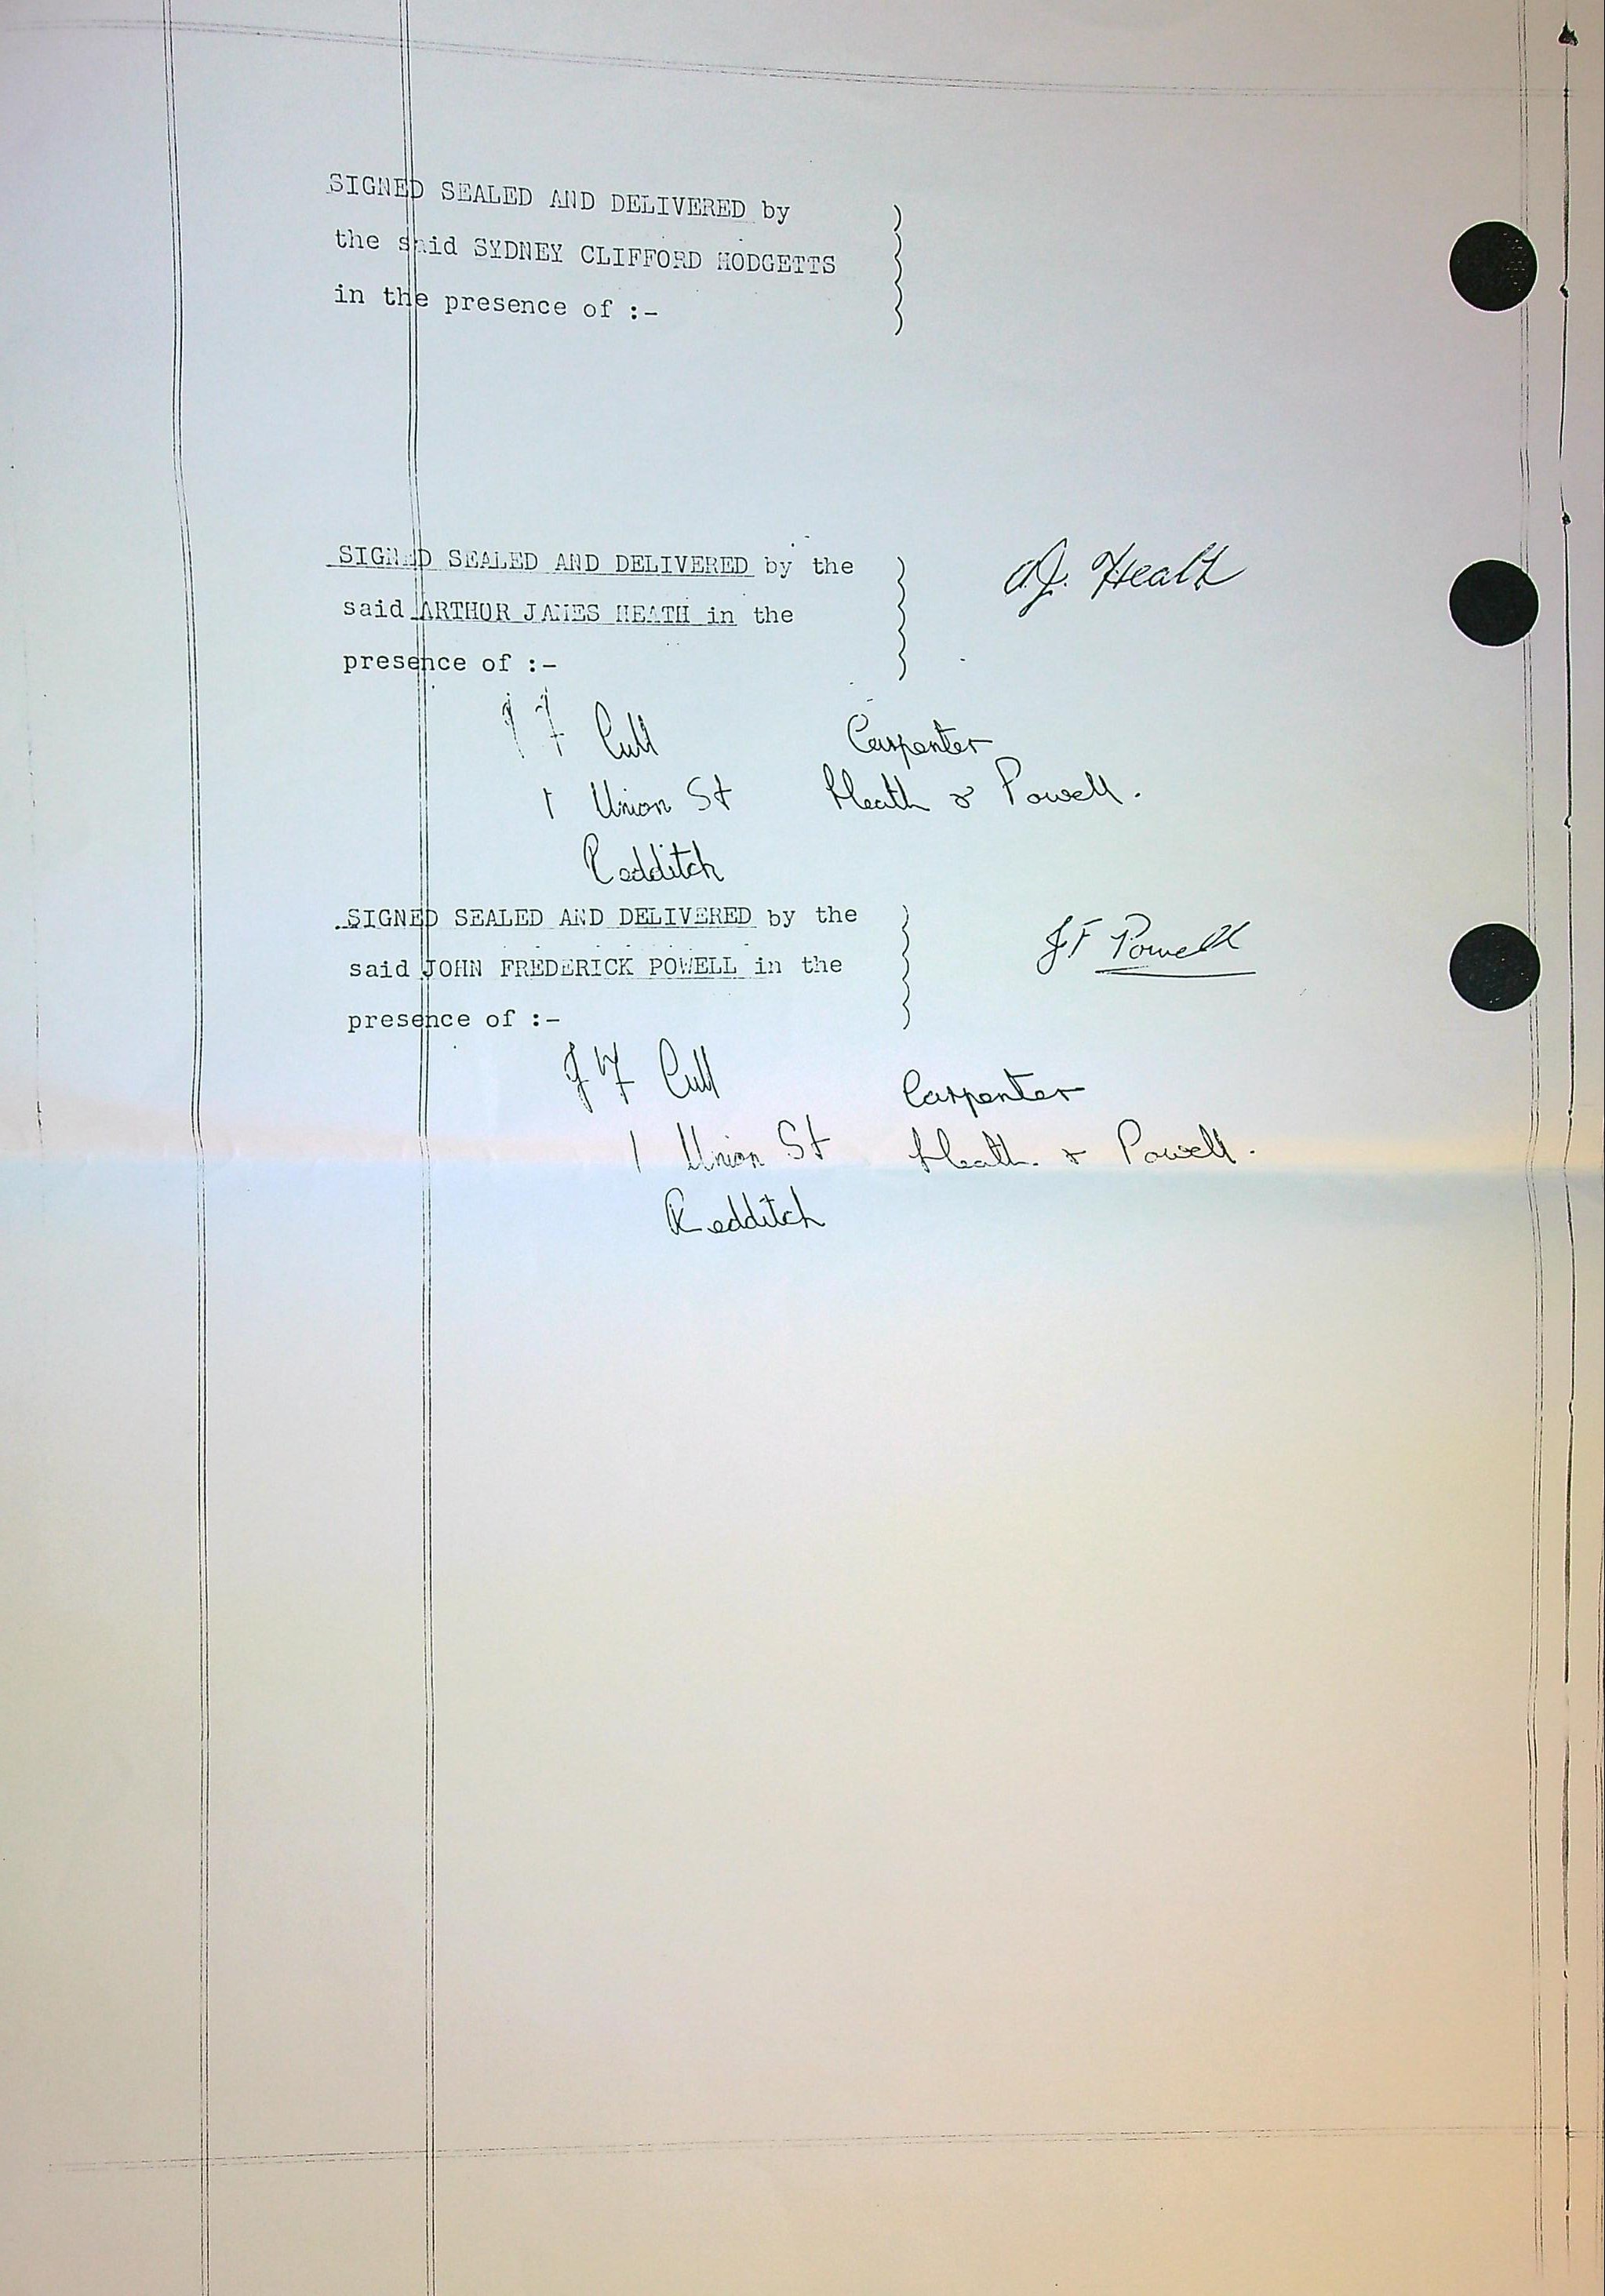 SIGNED SEALED AND DELIVERED by
the said SYDNEY CLIFFORD HODGETTS
in the presence of :-
SIGNED SEALED AND DELIVERED by the
said ARTHOR JAMES HEATH in the
presence of :-
A.J. Heath
Cull Carpenter
1 Union St Heath & Powell.
Redditch
SIGNED SEALED AND DELIVERED by the
said JOHN FREDERICK POWELL in the
presence of :-
JF Powell
Cull Carpenter
1 Union St Heath & Powell.
Redditch